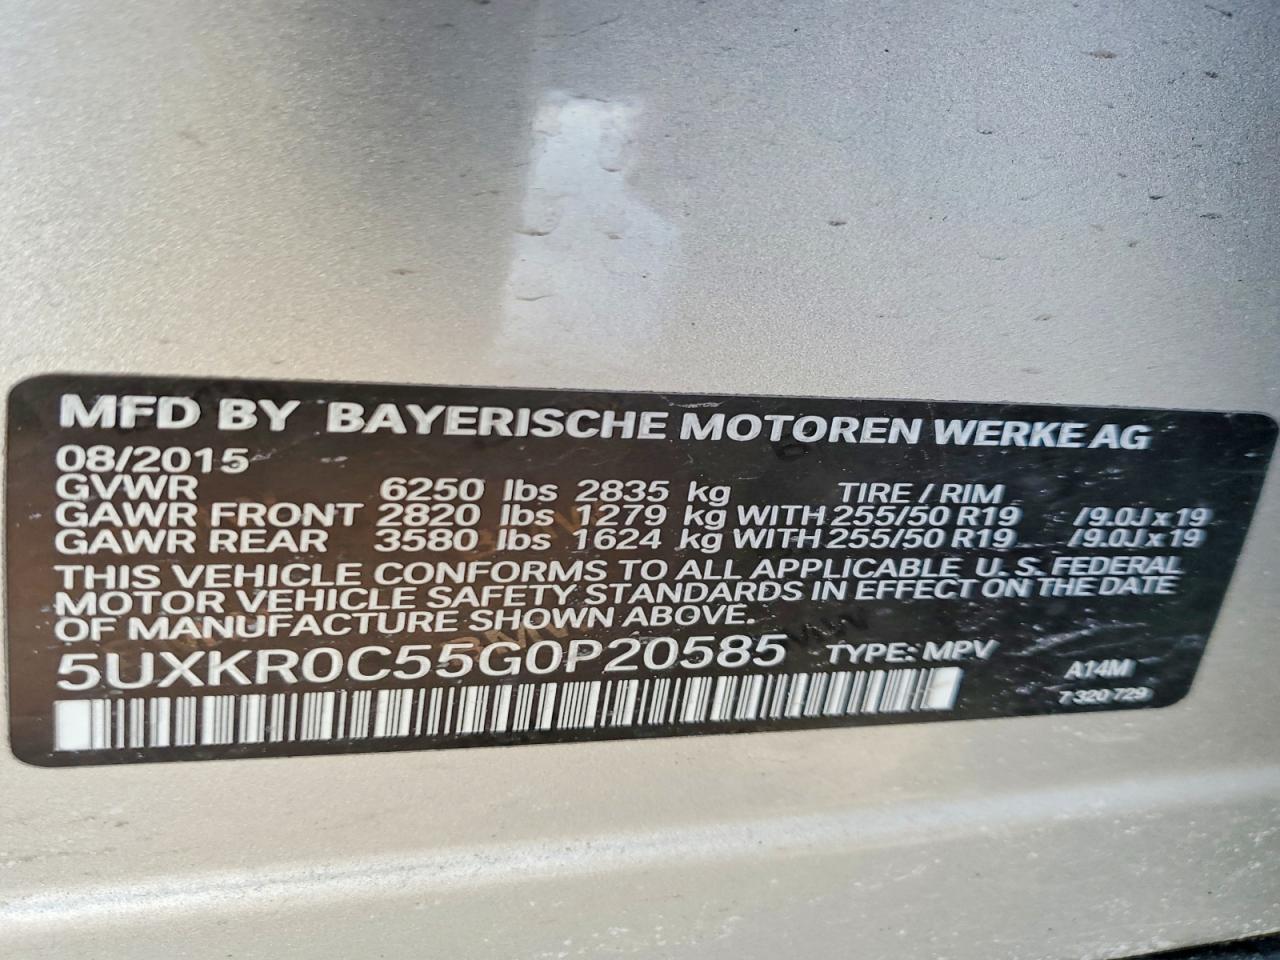 MFD BY BAYERISCHE MOTOREN WERKE AG
08/2015
GVWR 6250 lbs 2835 kg TIRE / RIM
GAWR FRONT 2820 lbs 1279 kg WITH 255/50 R19 /9.0J x 19
GAWR REAR 3580 lbs 1624 kg WITH 255/50 R19 /9.0J x 19
THIS VEHICLE CONFORMS TO ALL APPLICABLE U. S. FEDERAL
MOTOR VEHICLE SAFETY STANDARDS IN EFFECT ON THE DATE
OF MANUFACTURE SHOWN ABOVE.
5UXKR0C55G0P20585 TYPE: MPV A14M
7 320 729